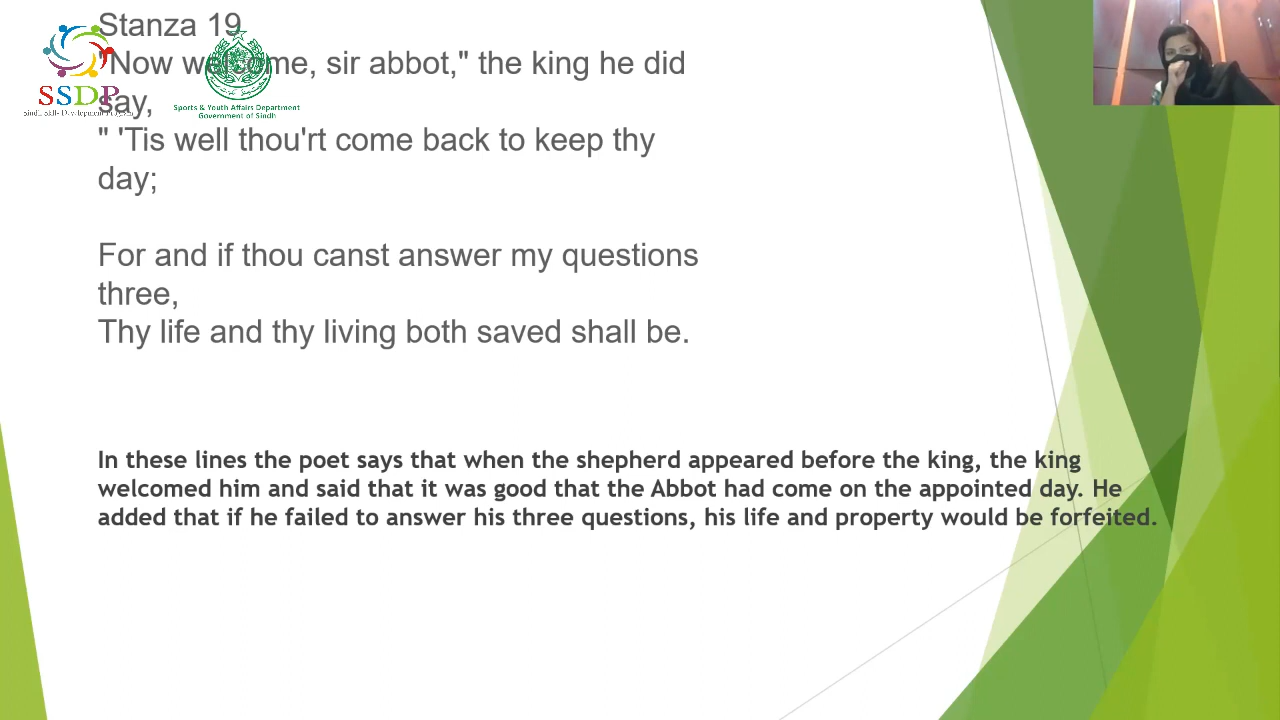 Stanza 19
"Now welcome, sir abbot," the king he did
say,
" 'Tis well thou'rt come back to keep thy
day;
For and if thou canst answer my questions
three,
Thy life and thy living both saved shall be.
In these lines the poet says that when the shepherd appeared before the king, the king
welcomed him and said that it was good that the Abbot had come on the appointed day. He
added that if he failed to answer his three questions, his life and property would be forfeited.
SSDP
Sports & Youth Affairs Department
Government of Sindh